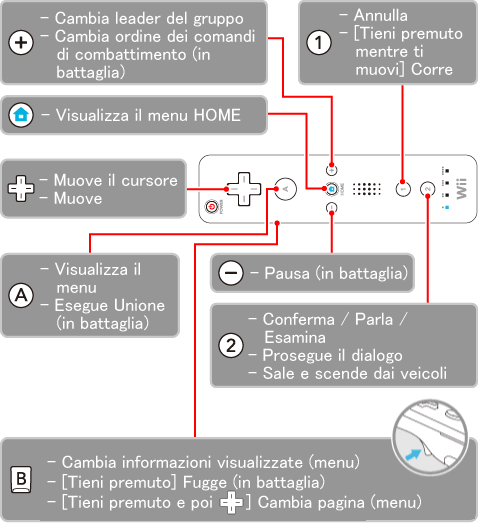 +
– Cambia leader del gruppo
– Cambia ordine dei comandi
di combattimento (in
battaglia)
1
– Annulla
– [Tieni premuto
mentre ti
muovi] Corre
– Visualizza il menu HOME
– Muove il cursore
– Muove
POWER
A
+
HOME
−
1
2
Wii
A
– Visualizza il
menu
– Esegue Unione
(in battaglia)
−
– Pausa (in battaglia)
2
– Conferma / Parla /
Esamina
– Prosegue il dialogo
– Sale e scende dai veicoli
B
– Cambia informazioni visualizzate (menu)
– [Tieni premuto] Fugge (in battaglia)
– [Tieni premuto e poi ] Cambia pagina (menu)